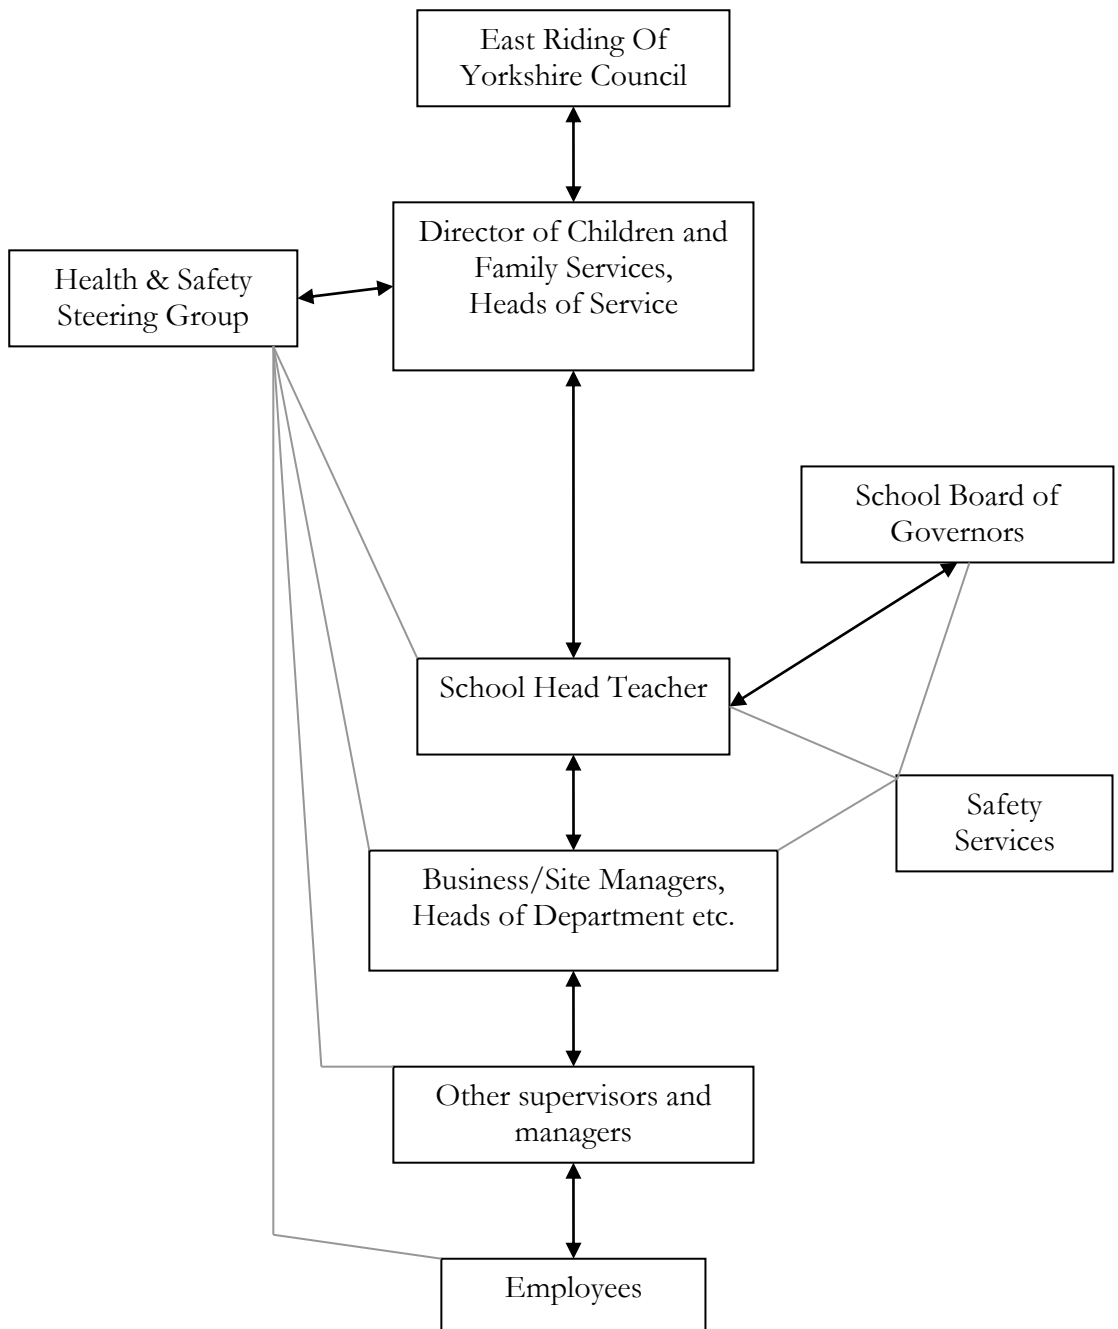 East Riding Of
Yorkshire Council
Director of Children and
Family Services,
Heads of Service
Health & Safety
Steering Group
School Board of
Governors
School Head Teacher
Safety
Services
Business/Site Managers,
Heads of Department etc.
Other supervisors and
managers
Employees